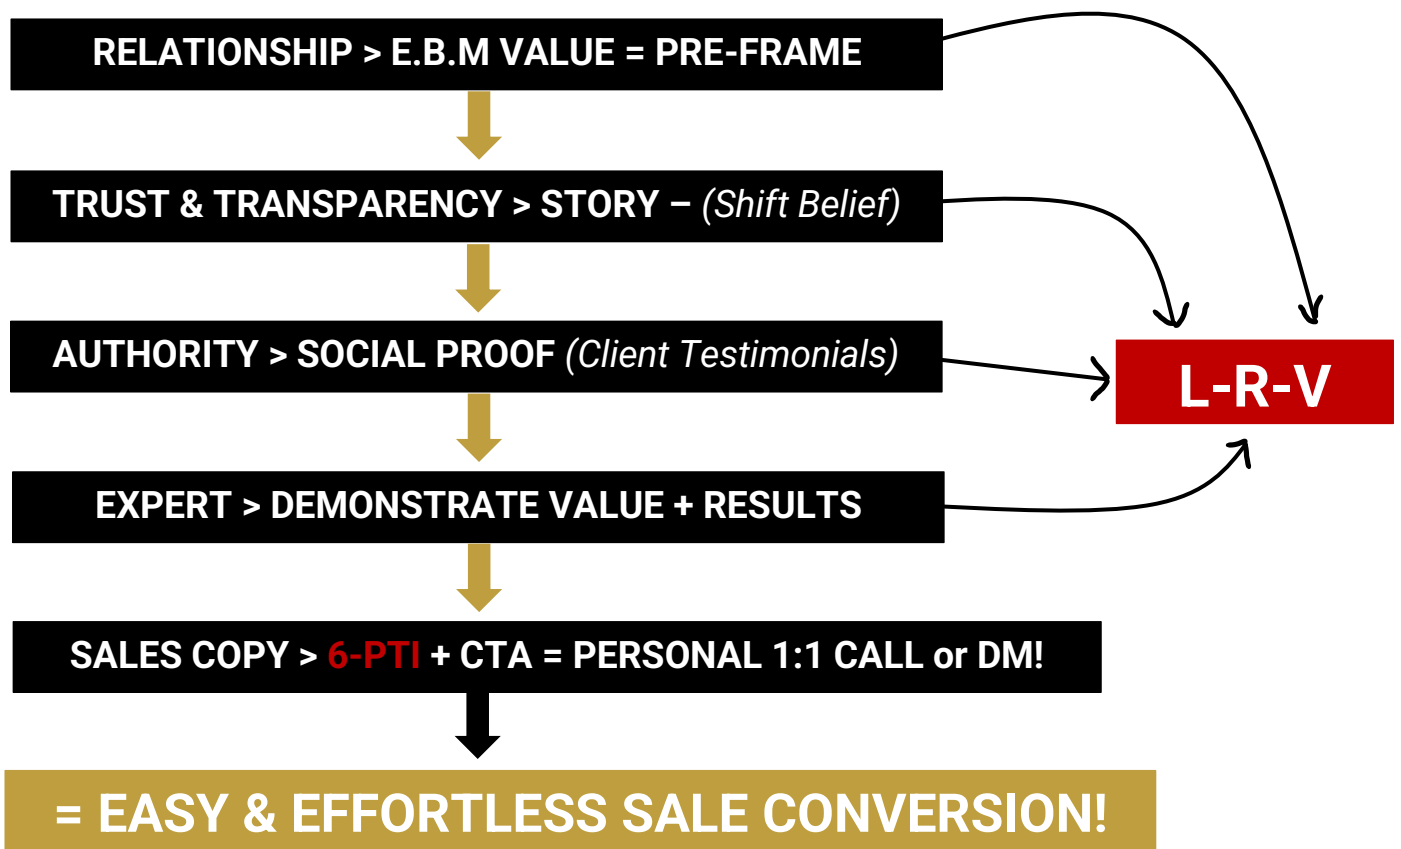 RELATIONSHIP > E.B.M VALUE = PRE-FRAME
TRUST & TRANSPARENCY > STORY – (Shift Belief)
AUTHORITY > SOCIAL PROOF (Client Testimonials)
L-R-V
EXPERT > DEMONSTRATE VALUE + RESULTS
SALES COPY > 6-PTI + CTA = PERSONAL 1:1 CALL or DM!
= EASY & EFFORTLESS SALE CONVERSION!